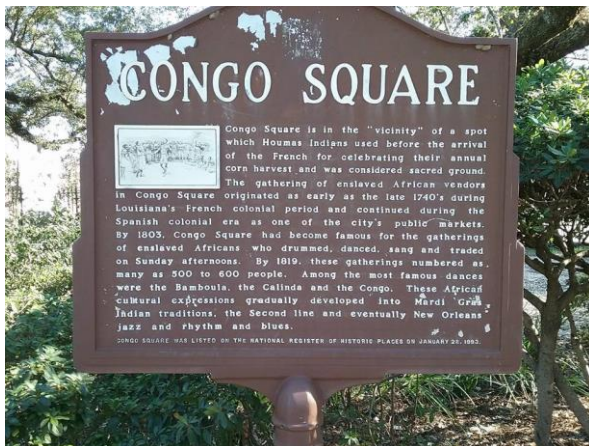 CONGO SQUARE
Congo Square is in the "vicinity" of a spot
which Houmas Indians used before the arrival
of the French for celebrating their annual
corn harvest and was considered sacred ground.
The gathering of enslaved African vendors
in Congo Square originated as early as the late 1740's during
Louisiana's French colonial period and continued during the
Spanish colonial era as one of the city's public markets.
By 1803, Congo Square had become famous for the gatherings
of enslaved Africans who drummed, danced, sang and traded
on Sunday afternoons. By 1819, these gatherings numbered as
many as 500 to 600 people. Among the most famous dances
were the Bamboula, the Calinda and the Congo. These African
cultural expressions gradually developed into Mardi Gras
Indian traditions, the Second line and eventually New Orleans
jazz and rhythm and blues.
CONGO SQUARE WAS LISTED ON THE NATIONAL REGISTER OF HISTORIC PLACES ON JANUARY 28, 1993.